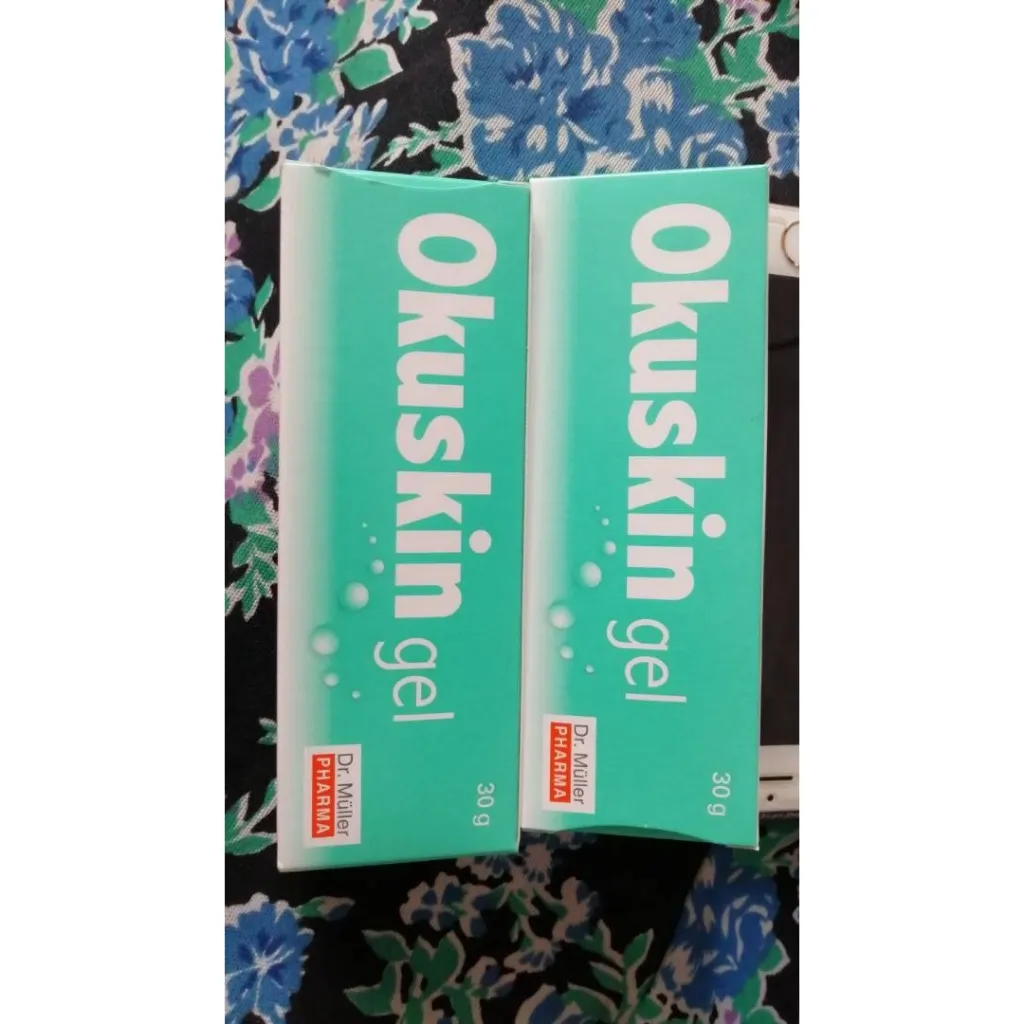 Okuskin gel
30 g
Dr. Müller
PHARMA
Okuskin gel
30 g
Dr. Müller
PHARMA